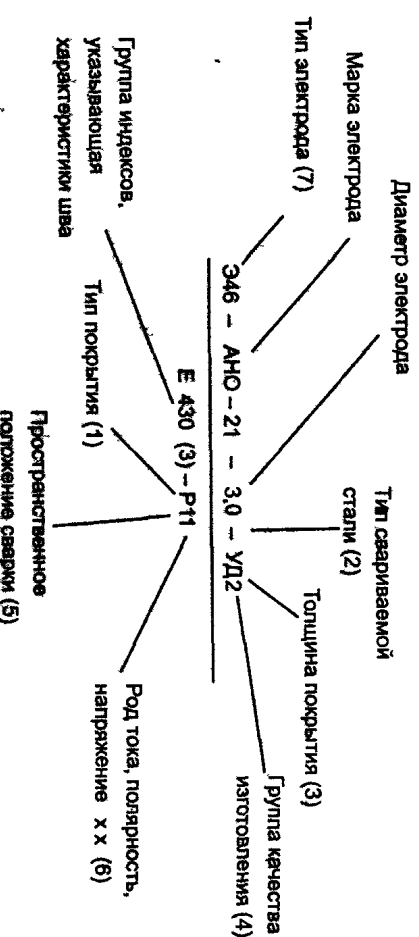 Диаметр электрода
Марка электрода
Тип электрода (7)
Тип свариваемой
стали (2)
Толщина покрытия (3)
Группа качества
изготовления (4)
Э46 – АНО – 21 – 3,0 – УД2
Е 430 (3) – Р11
Группа индексов,
указывающая
характеристики шва
Тип покрытия (1)
Пространственное
положение сварки (5)
Род тока, полярность,
напряжение х х (6)